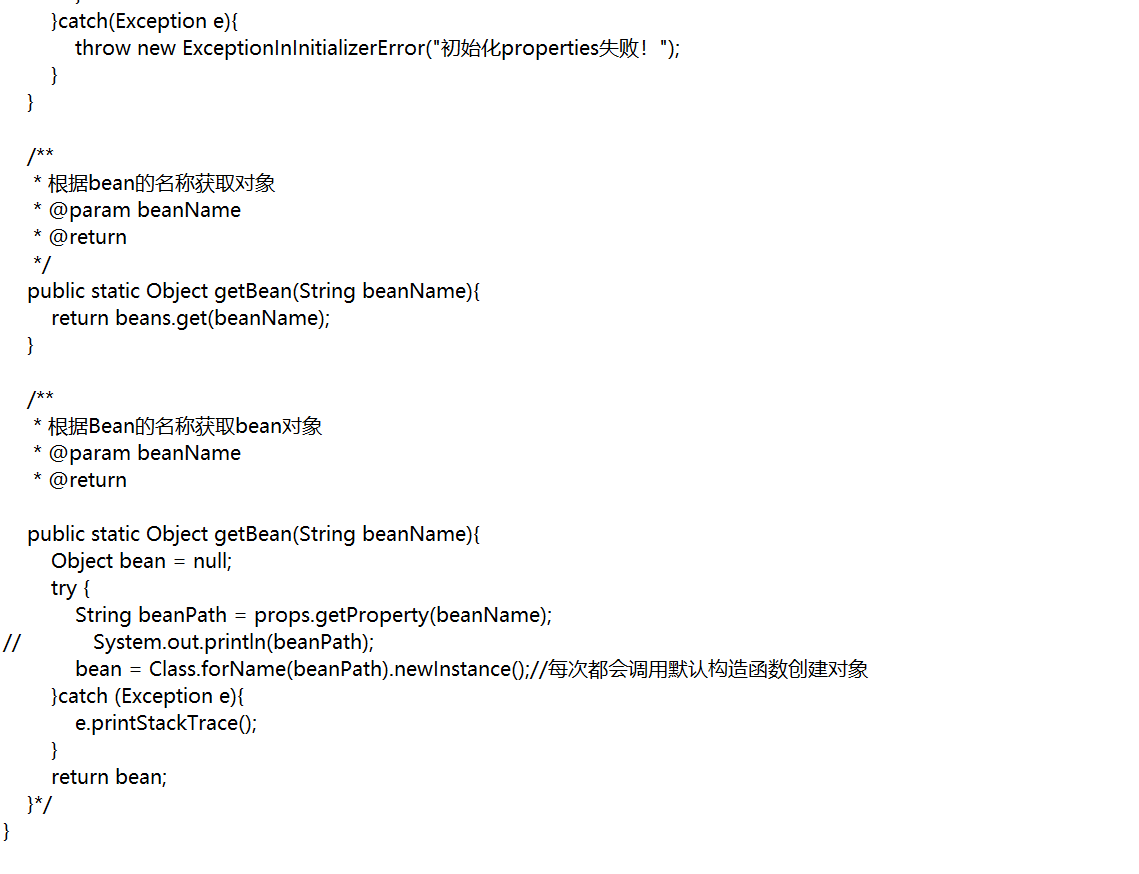 }catch(Exception e){
throw new ExceptionInInitializerError("初始化properties失败！");
}
}
/**
* 根据bean的名称获取对象
* @param beanName
* @return
*/
public static Object getBean(String beanName){
return beans.get(beanName);
}
/**
* 根据Bean的名称获取bean对象
* @param beanName
* @return
public static Object getBean(String beanName){
Object bean = null;
try {
String beanPath = props.getProperty(beanName);
// System.out.println(beanPath);
bean = Class.forName(beanPath).newInstance();//每次都会调用默认构造函数创建对象
}catch (Exception e){
e.printStackTrace();
}
return bean;
}*/
}